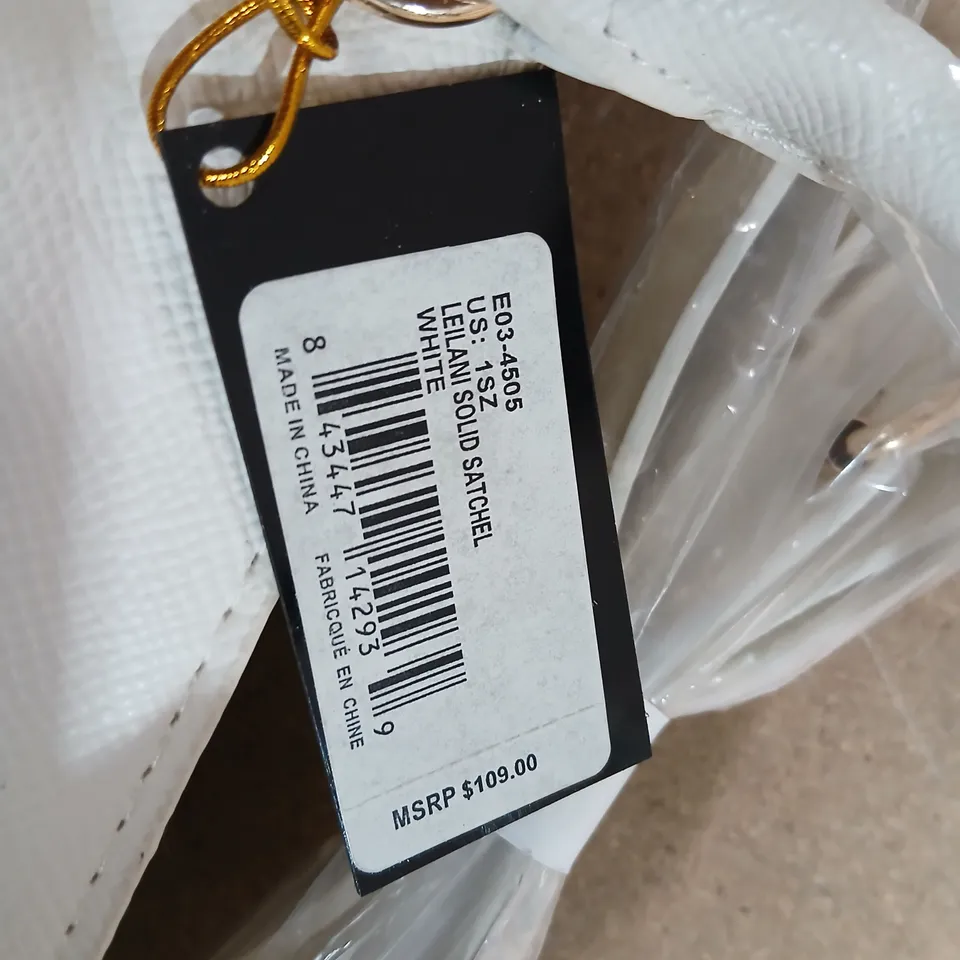 E03-4505
US: 1SZ
LEILANI SOLID SATCHEL
WHITE
8 43447 14293 9
MADE IN CHINA FABRICQUÉ EN CHINE
MSRP $109.00